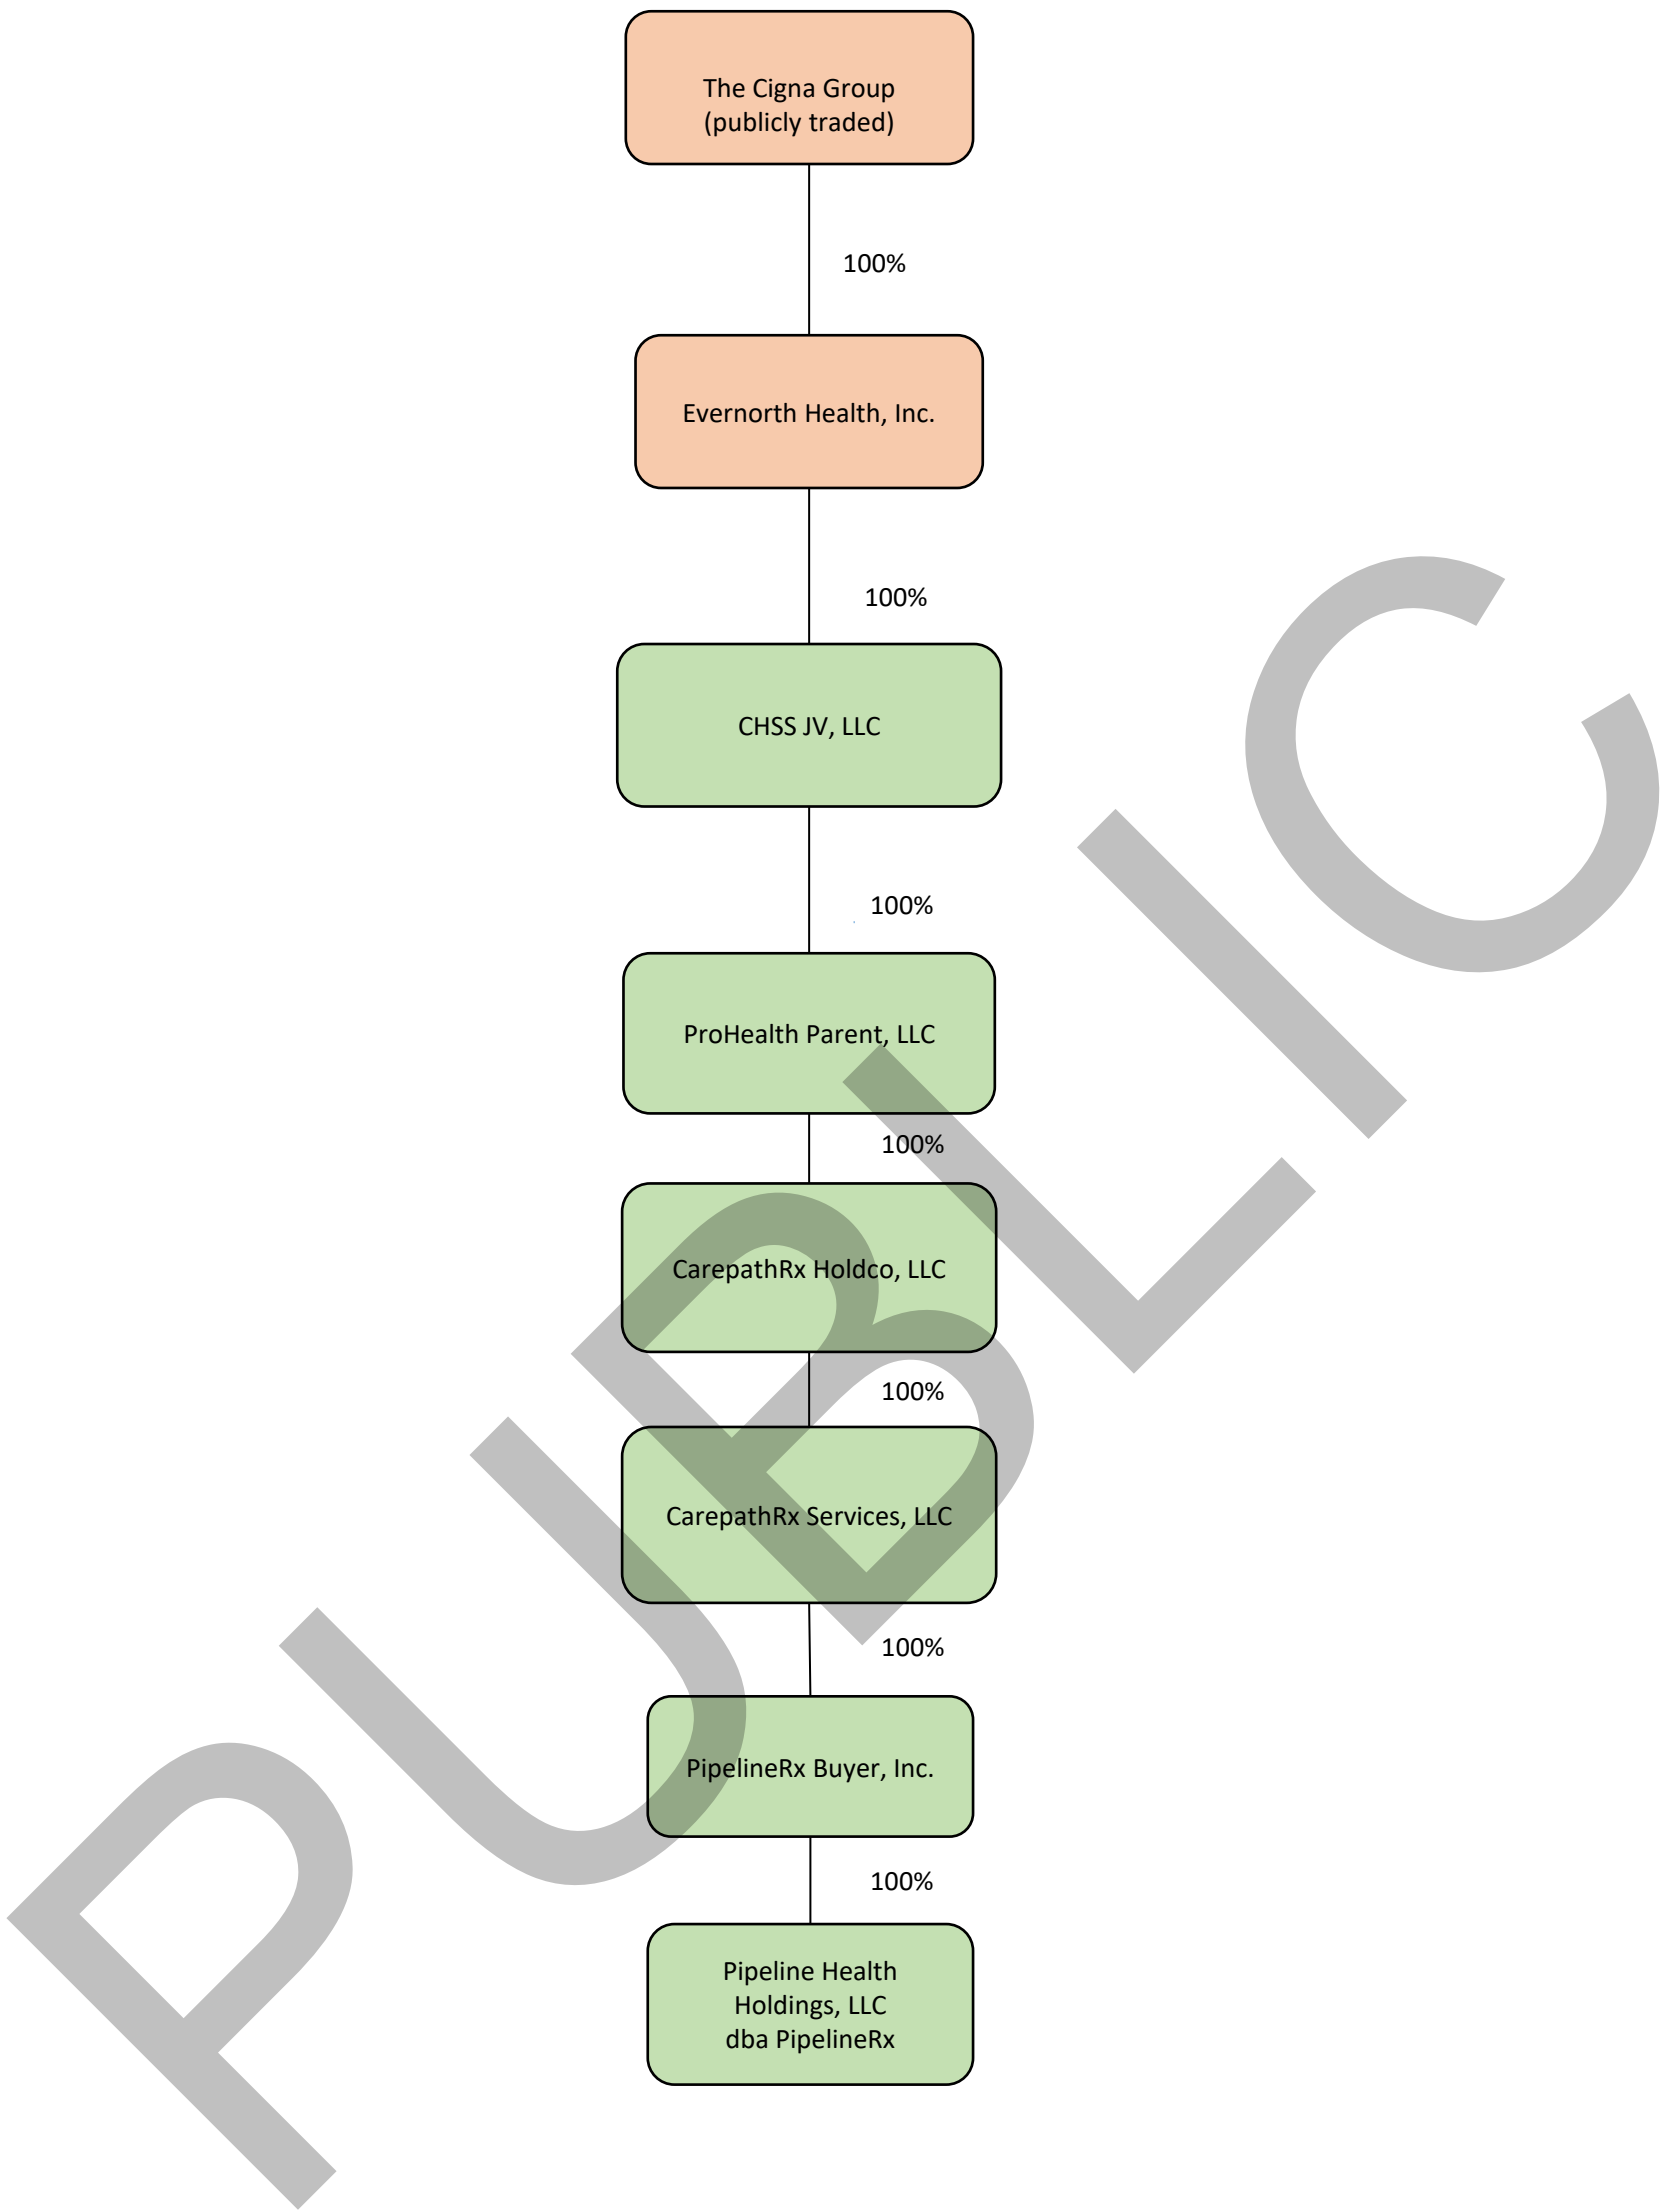 The Cigna Group
(publicly traded)
100%
Evernorth Health, Inc.
100%
CHSS JV, LLC
100%
ProHealth Parent, LLC
100%
CarepathRx Holdco, LLC
100%
CarepathRx Services, LLC
100%
PipelineRx Buyer, Inc.
100%
Pipeline Health
Holdings, LLC
dba PipelineRx
PUBLIC